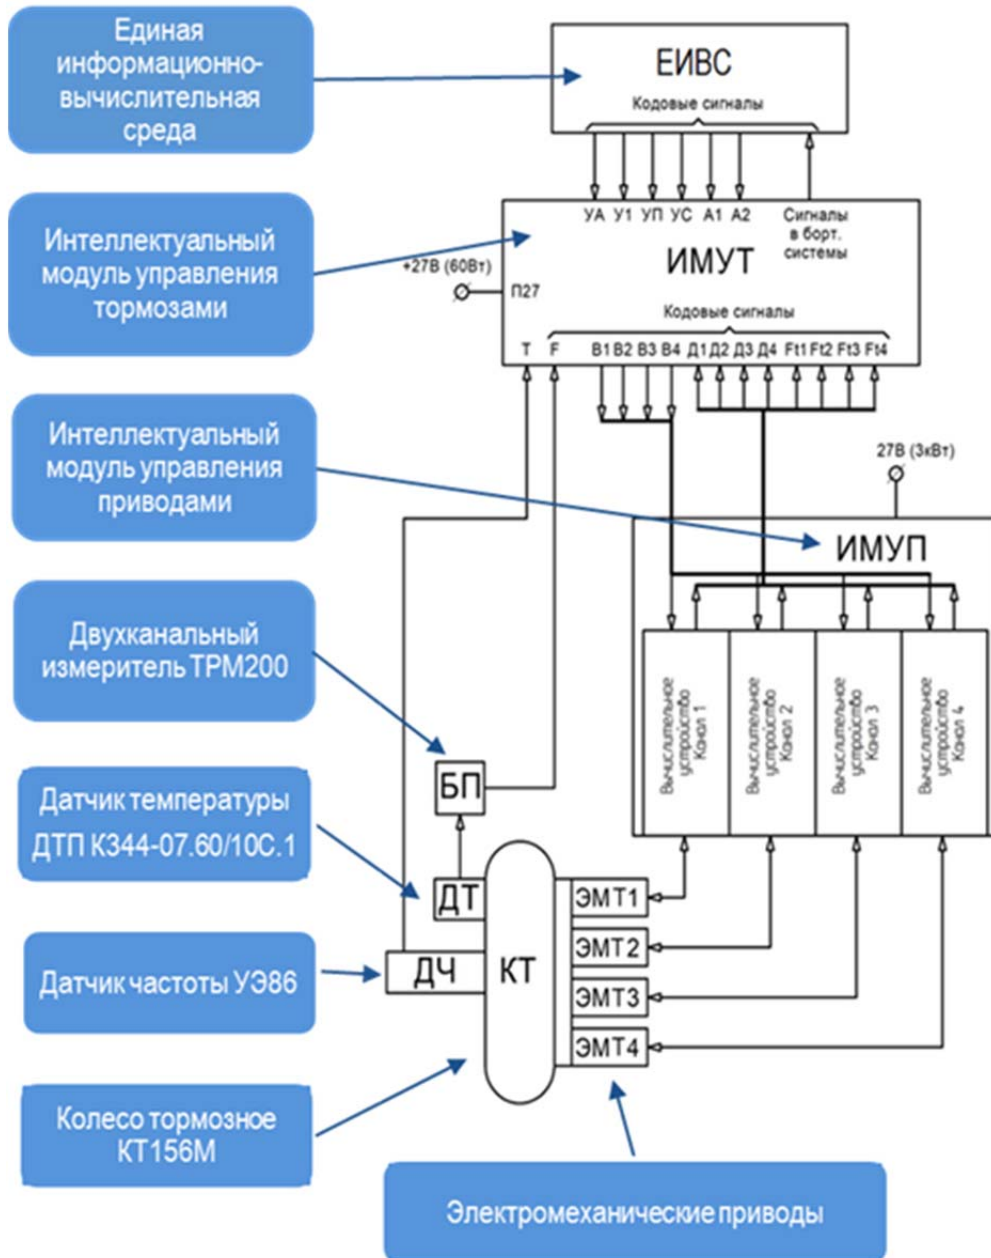 Единая
информационно-
вычислительная
среда
ЕИВС
Кодовые сигналы
УА У1 УП УС А1 А2
Сигналы
в борт.
системы
Интеллектуальный
модуль управления
тормозами
ИМУТ
+27В (60Вт)
П27
Кодовые сигналы
T F В1 В2 В3 В4 Д1 Д2 Д3 Д4 Ft1 Ft2 Ft3 Ft4
Интеллектуальный
модуль управления
приводами
27В (3кВт)
ИМУП
Вычислительное
устройство
Канал 1
Вычислительное
устройство
Канал 2
Вычислительное
устройство
Канал 3
Вычислительное
устройство
Канал 4
Двухканальный
измеритель ТРМ200
БП
Датчик температуры
ДТП К344-07.60/10С.1
ДТ
ДЧ
КТ
ЭМТ1
ЭМТ2
ЭМТ3
ЭМТ4
Датчик частоты УЭ86
Колесо тормозное
КТ156М
Электромеханические приводы